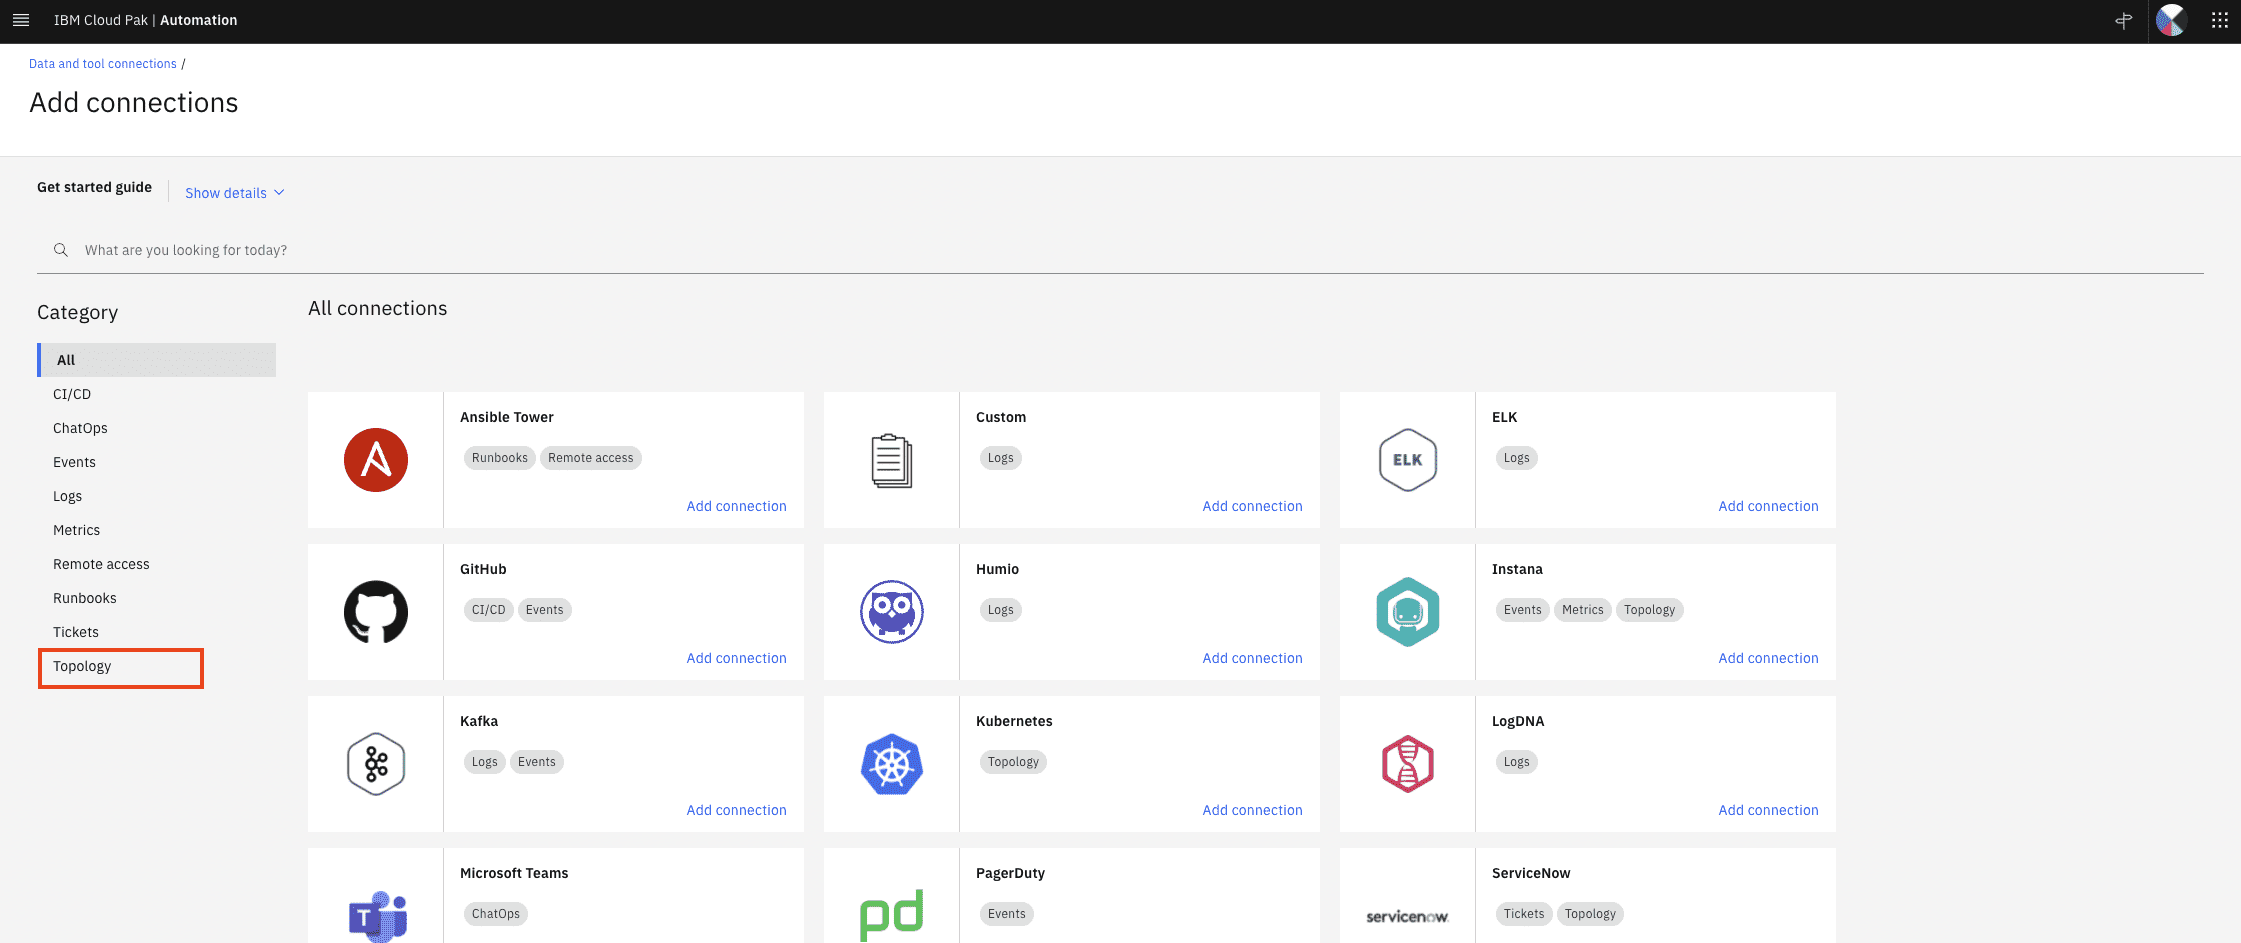 IBM Cloud Pak | Automation
Data and tool connections /
Add connections
Get started guide
Show details
What are you looking for today?
Category
All
CI/CD
ChatOps
Events
Logs
Metrics
Remote access
Runbooks
Tickets
Topology
All connections
Ansible Tower
Runbooks Remote access
Add connection
Custom
Logs
Add connection
ELK
ELK
Logs
Add connection
GitHub
CI/CD Events
Add connection
Humio
Logs
Add connection
Instana
Events Metrics Topology
Add connection
Kafka
Logs Events
Add connection
Kubernetes
Topology
Add connection
LogDNA
Logs
Add connection
T
Microsoft Teams
ChatOps
pd
PagerDuty
Events
servicenow
ServiceNow
Tickets Topology